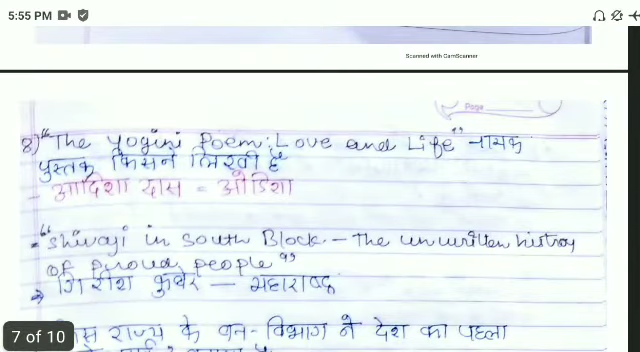 5:55 PM
Scanned with CamScanner
Page
8) "The Yogini Poem: Love and Life" नामक
पुस्तक किसने लिखी है
- आदिशा दास = ओडिशा
= "Shivaji in South Block - The unwritten history
of proud people"
⇒ गिरीश कुबेर — महाराष्ट्र
राज्य के वन-विभाग ने देश का पहला
7 of 10